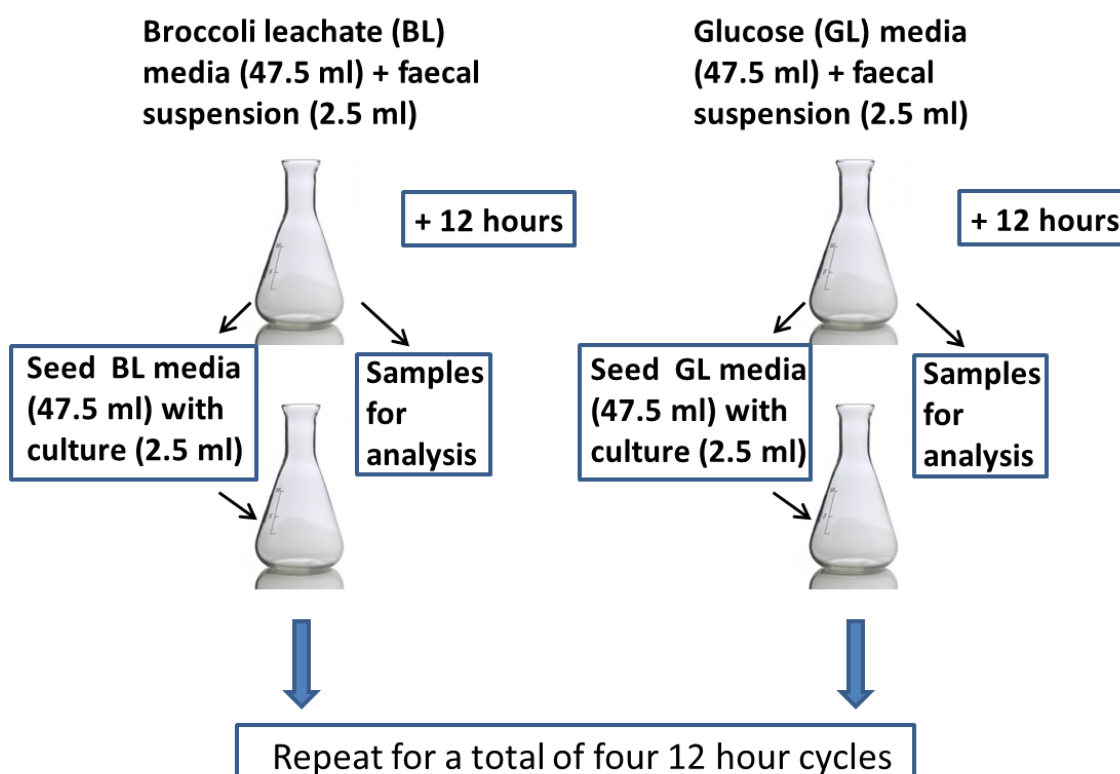 Broccoli leachate (BL)
media (47.5 ml) + faecal
suspension (2.5 ml)
Glucose (GL) media
(47.5 ml) + faecal
suspension (2.5 ml)
+ 12 hours
+ 12 hours
Seed BL media
(47.5 ml) with
culture (2.5 ml)
Samples
for
analysis
Seed GL media
(47.5 ml) with
culture (2.5 ml)
Samples
for
analysis
Repeat for a total of four 12 hour cycles